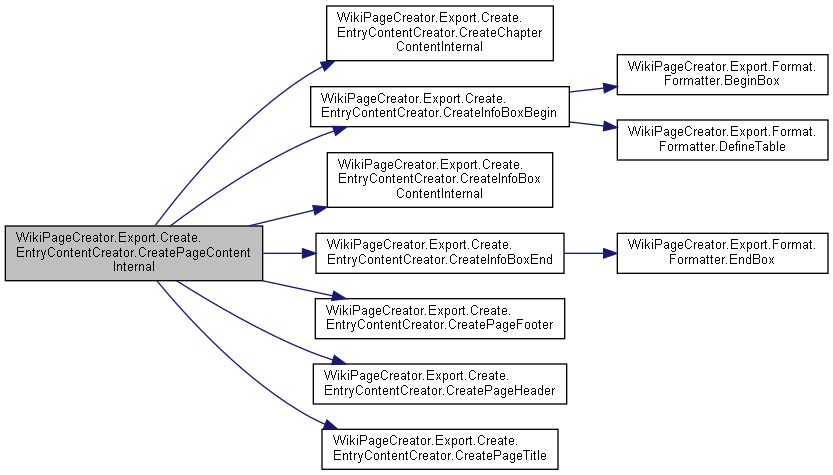 WikiPageCreator.Export.Create.
EntryContentCreator.CreatePageContent
Internal
WikiPageCreator.Export.Create.
EntryContentCreator.CreateChapter
ContentInternal
WikiPageCreator.Export.Create.
EntryContentCreator.CreateInfoBoxBegin
WikiPageCreator.Export.Format.
Formatter.BeginBox
WikiPageCreator.Export.Format.
Formatter.DefineTable
WikiPageCreator.Export.Create.
EntryContentCreator.CreateInfoBox
ContentInternal
WikiPageCreator.Export.Create.
EntryContentCreator.CreateInfoBoxEnd
WikiPageCreator.Export.Format.
Formatter.EndBox
WikiPageCreator.Export.Create.
EntryContentCreator.CreatePageFooter
WikiPageCreator.Export.Create.
EntryContentCreator.CreatePageHeader
WikiPageCreator.Export.Create.
EntryContentCreator.CreatePageTitle